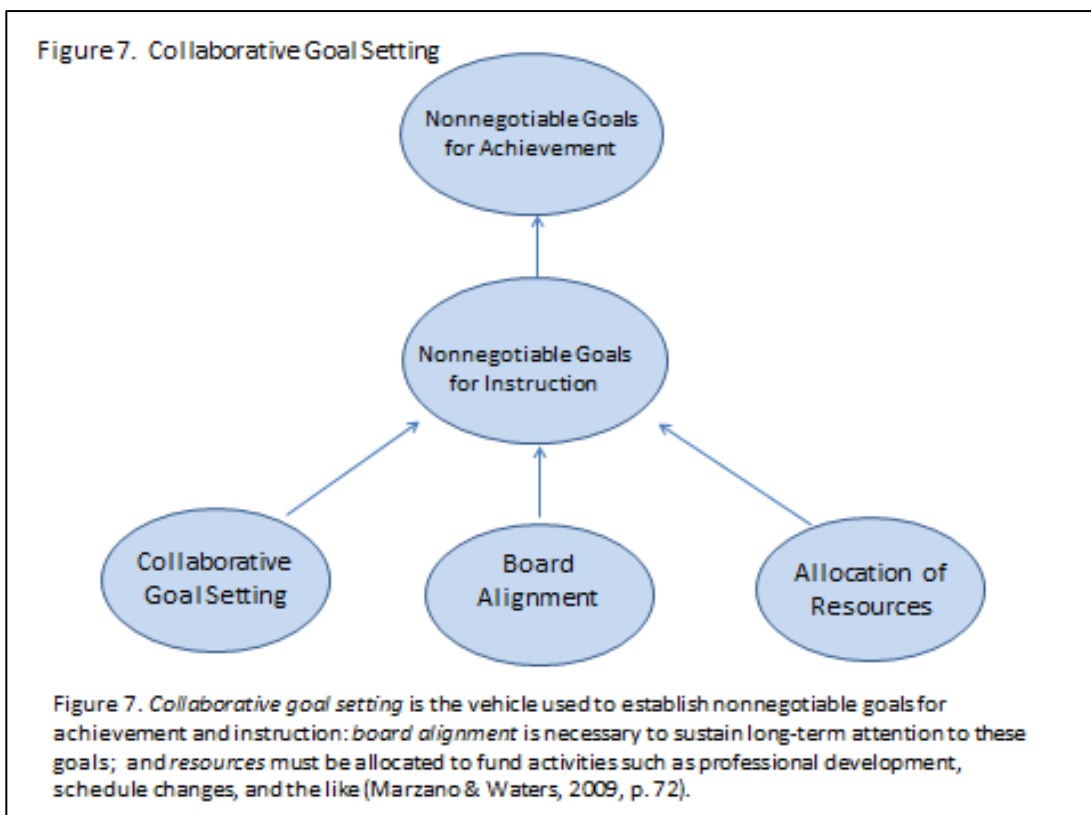 Figure 7. Collaborative Goal Setting
Nonnegotiable Goals
for Achievement
Nonnegotiable Goals
for Instruction
Collaborative
Goal Setting
Board
Alignment
Allocation of
Resources
Figure 7. Collaborative goal setting is the vehicle used to establish nonnegotiable goals for
achievement and instruction: board alignment is necessary to sustain long-term attention to these
goals; and resources must be allocated to fund activities such as professional development,
schedule changes, and the like (Marzano & Waters, 2009, p. 72).